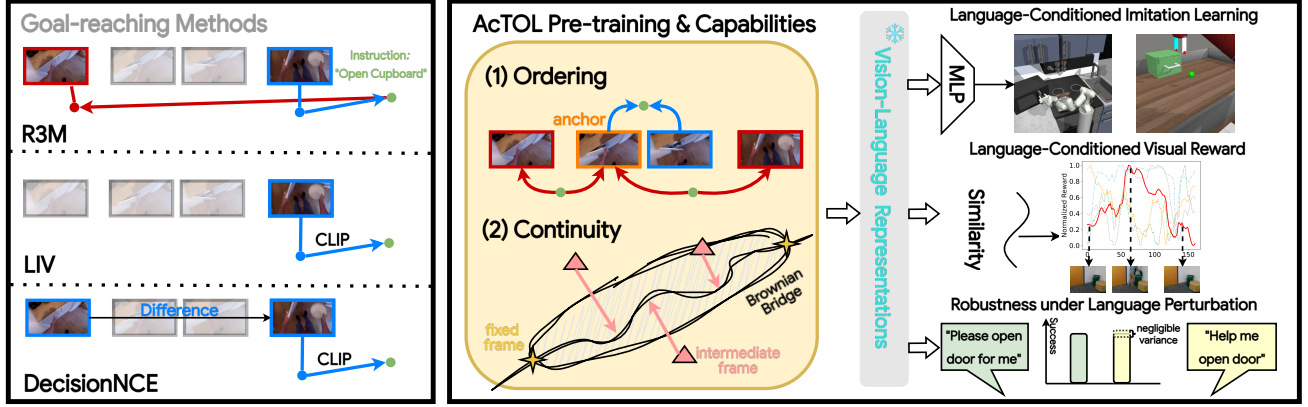 Goal-reaching Methods
Instruction:
"Open Cupboard"
R3M
CLIP
LIV
Difference
CLIP
DecisionNCE
AcTOL Pre-training & Capabilities
(1) Ordering
anchor
(2) Continuity
Brownian
Bridge
fixed
frame
intermediate
frame
Vision-Language Representations
Language-Conditioned Imitation Learning
MLP
Language-Conditioned Visual Reward
Similarity
Normalized Reward
1.0
0.8
0.6
0.4
0.2
0.0
0
50
100
150
Robustness under Language Perturbation
"Please open
door for me"
Success
negligible
variance
"Help me
open door"